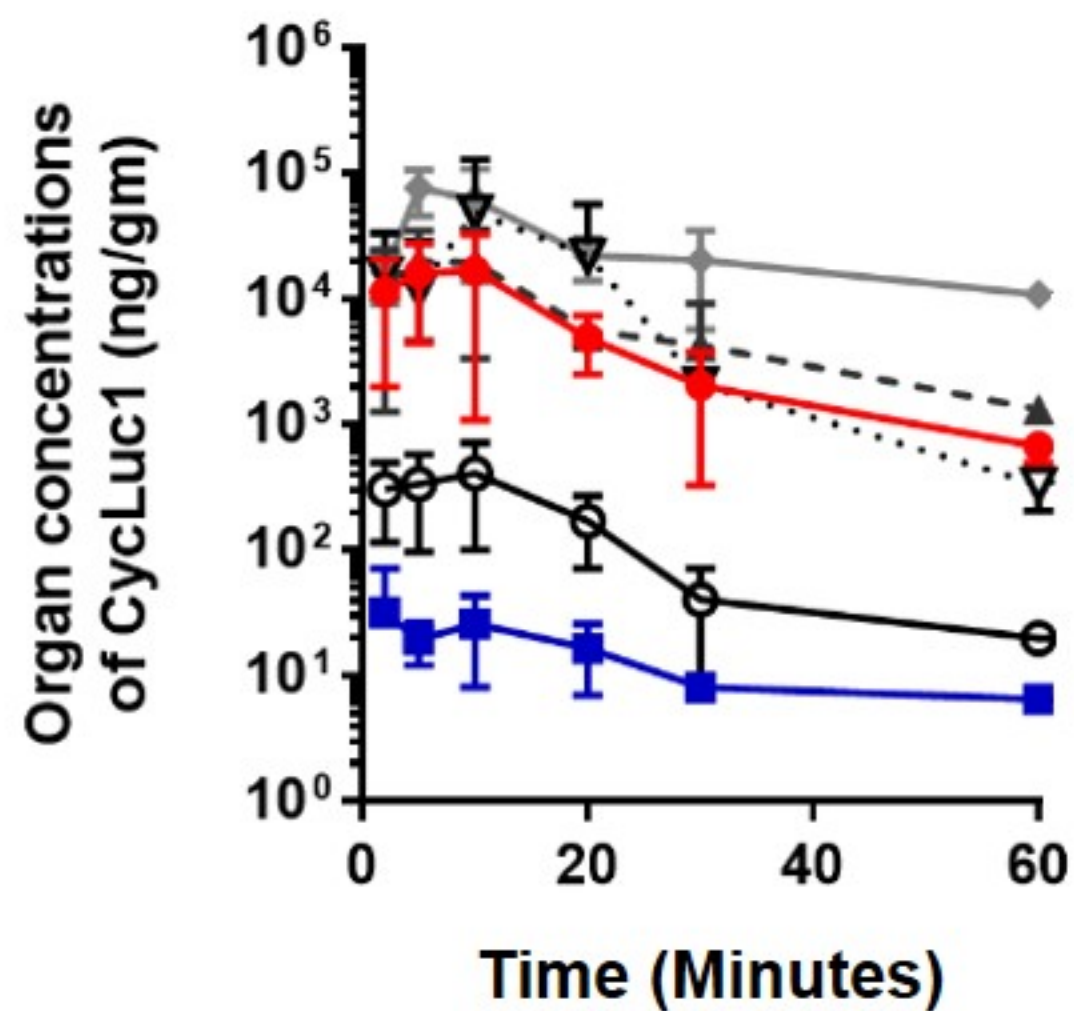 Organ concentrations
of CycLuc1 (ng/gm)
10⁶
10⁵
10⁴
10³
10²
10¹
10⁰
0 20 40 60
Time (Minutes)